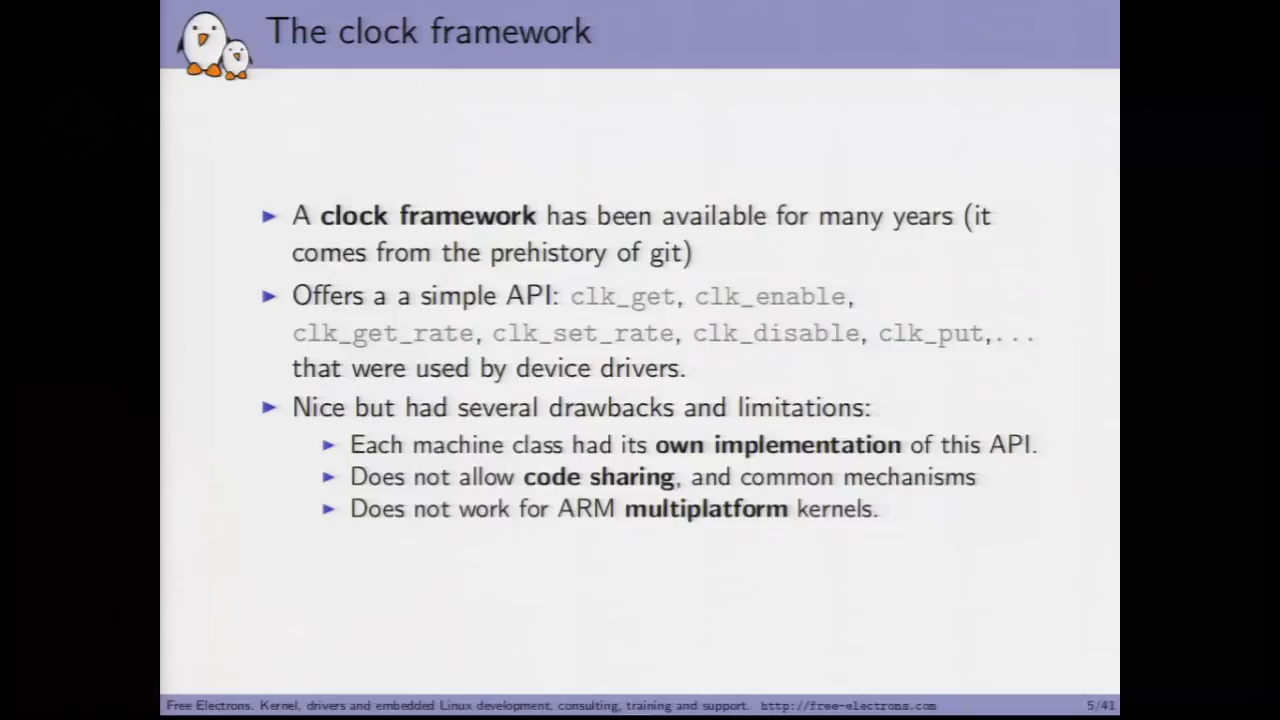 The clock framework
A clock framework has been available for many years (it
comes from the prehistory of git)
Offers a a simple API: clk_get, clk_enable,
clk_get_rate, clk_set_rate, clk_disable, clk_put,...
that were used by device drivers.
Nice but had several drawbacks and limitations:
Each machine class had its own implementation of this API.
Does not allow code sharing, and common mechanisms
Does not work for ARM multiplatform kernels.
Free Electrons. Kernel, drivers and embedded Linux development, consulting, training and support. http://free-electrons.com 5/41